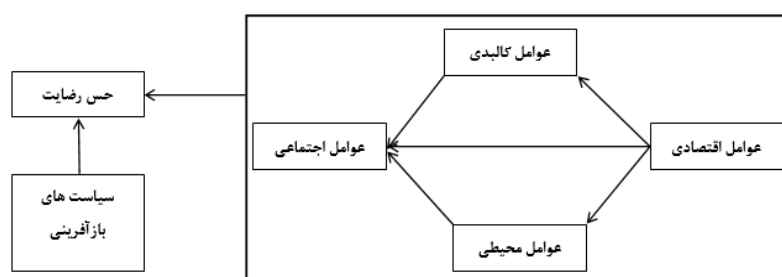 عوامل کالبدی
حس رضایت
عوامل اجتماعی
عوامل اقتصادی
سیاست های
بازآفرینی
عوامل محیطی